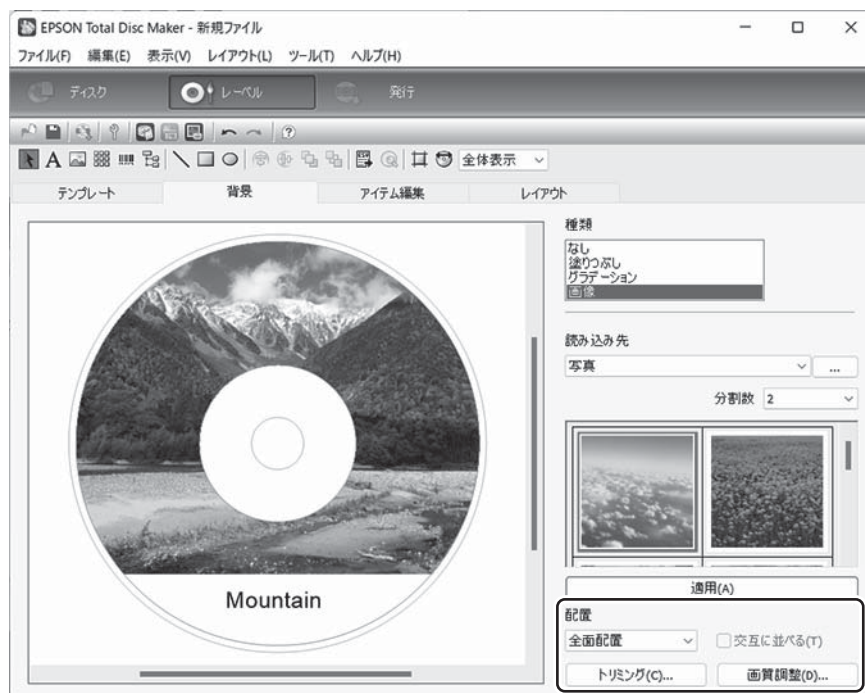 EPSON Total Disc Maker - 新規ファイル
ファイル(F) 編集(E) 表示(V) レイアウト(L) ツール(T) ヘルプ(H)
ディスク レーベル 発行
全体表示
テンプレート 背景 アイテム編集 レイアウト
種類
なし
塗りつぶし
グラデーション
画像
読み込み先
写真
...
分割数 2
適用(A)
Mountain
配置
全面配置 交互に並べる(T)
トリミング(C)... 画質調整(D)...